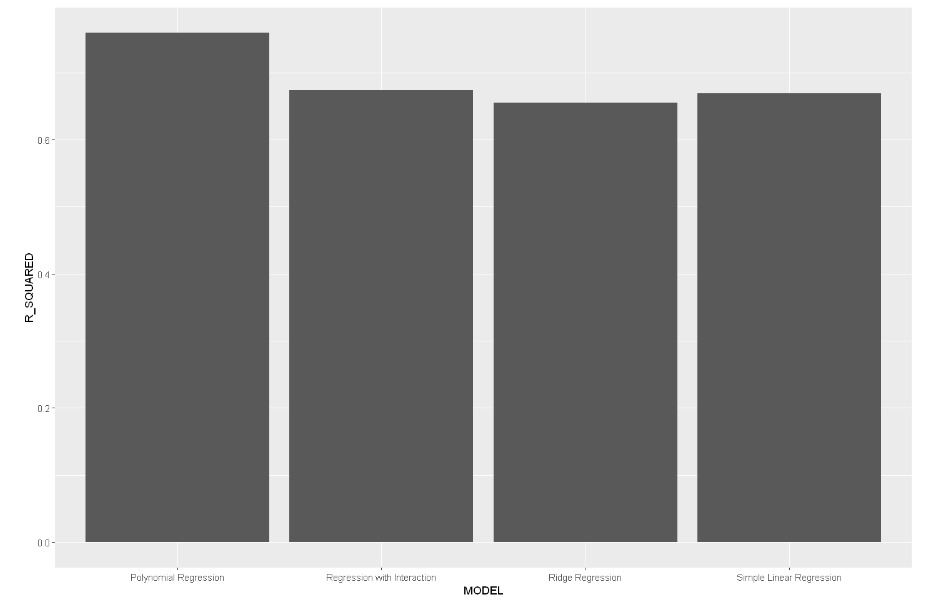 0.6
0.4
0.2
0.0
R_SQUARED
Polynomial Regression
Regression with Interaction
Ridge Regression
Simple Linear Regression
MODEL